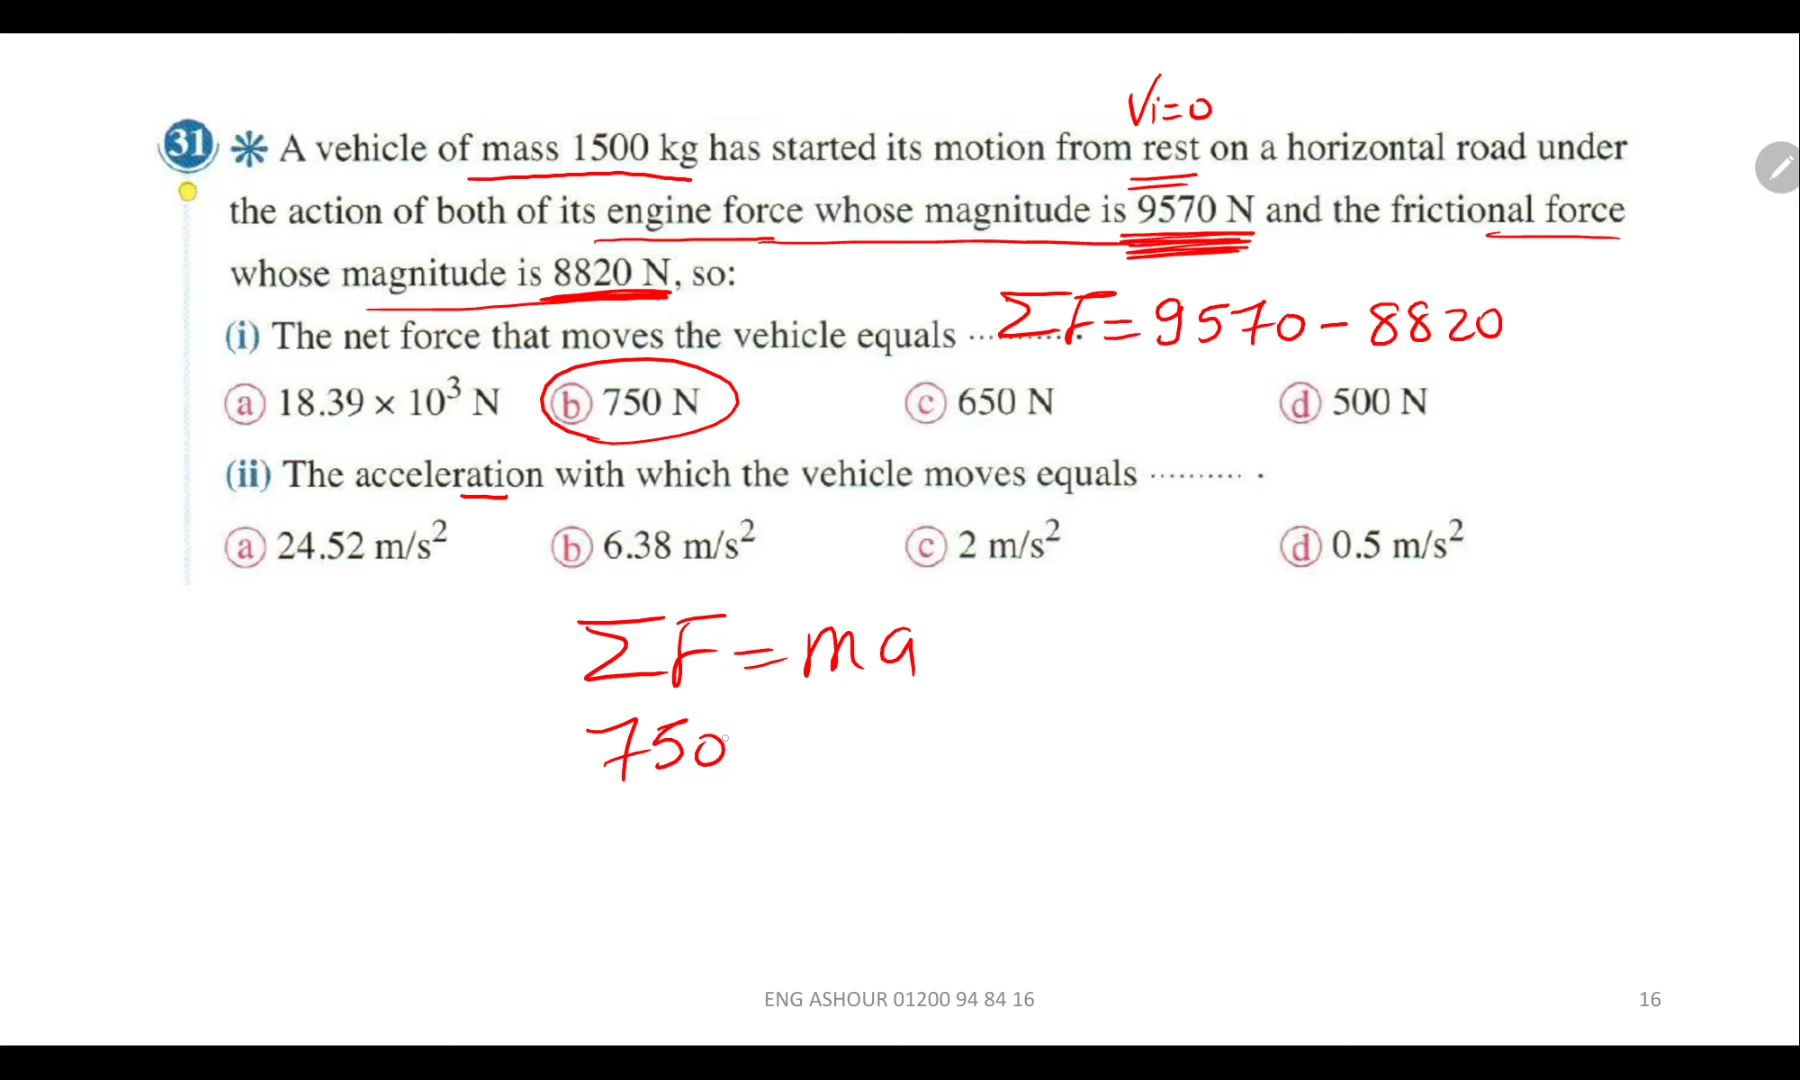 Vi=0
31 * A vehicle of mass 1500 kg has started its motion from rest on a horizontal road under
the action of both of its engine force whose magnitude is 9570 N and the frictional force
whose magnitude is 8820 N, so:
(i) The net force that moves the vehicle equals ........... ΣF=9570-8820
a 18.39 × 10³ N b 750 N c 650 N d 500 N
(ii) The acceleration with which the vehicle moves equals .......... .
a 24.52 m/s² b 6.38 m/s² c 2 m/s² d 0.5 m/s²
ΣF=ma
750
ENG ASHOUR 01200 94 84 16 16